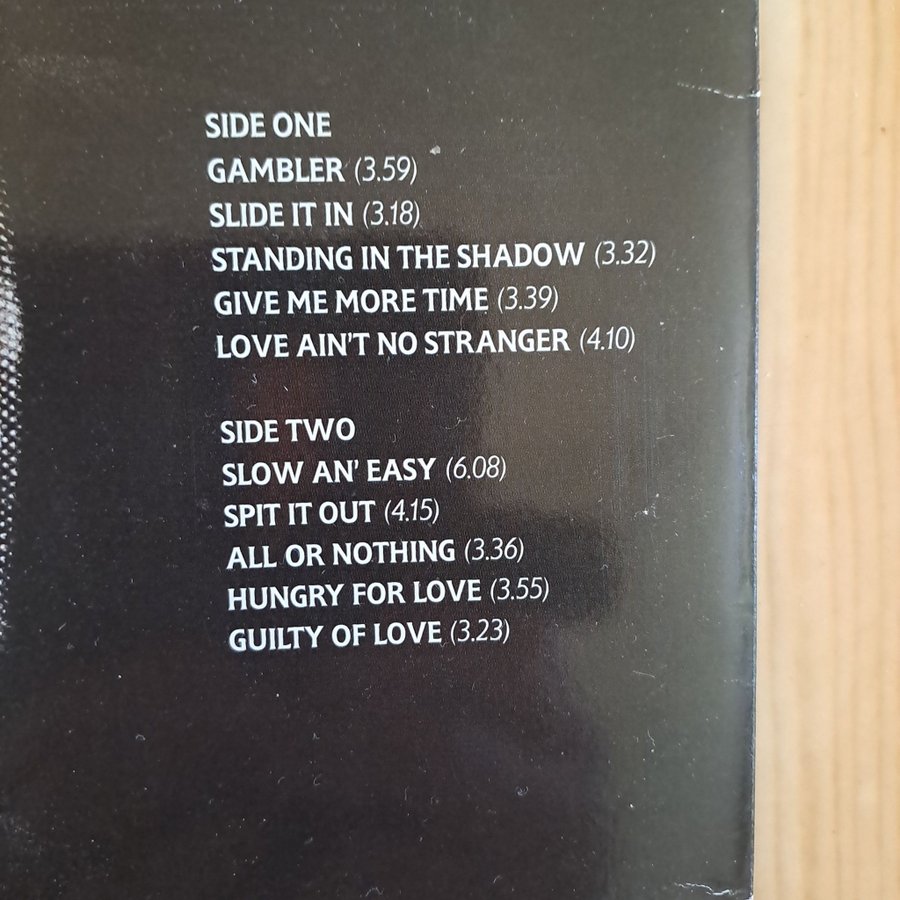 SIDE ONE
GAMBLER (3.59)
SLIDE IT IN (3.18)
STANDING IN THE SHADOW (3.32)
GIVE ME MORE TIME (3.39)
LOVE AIN'T NO STRANGER (4.10)
SIDE TWO
SLOW AN' EASY (6.08)
SPIT IT OUT (4.15)
ALL OR NOTHING (3.36)
HUNGRY FOR LOVE (3.55)
GUILTY OF LOVE (3.23)